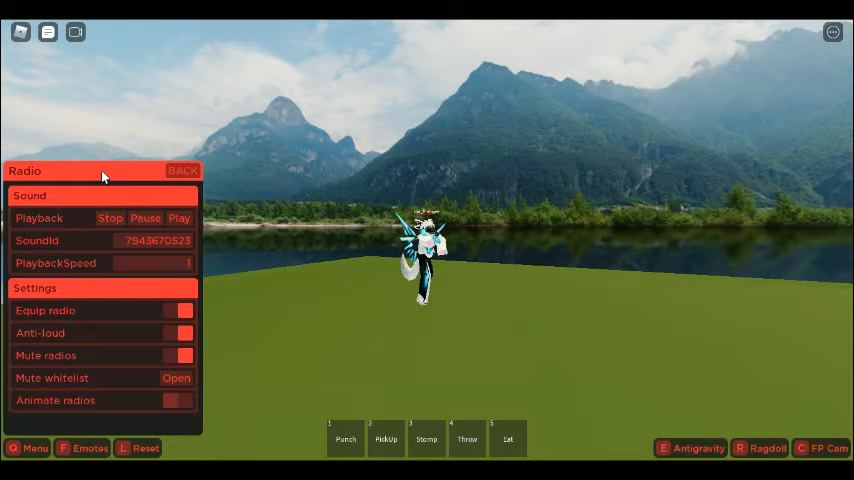 Radio BACK
Sound
Playback Stop Pause Play
SoundId 7943670523
PlaybackSpeed 1
Settings
Equip radio
Anti-loud
Mute radios
Mute whitelist Open
Animate radios
1 Punch 2 PickUp 3 Stomp 4 Throw 5 Eat
Q Menu F Emotes L Reset E Antigravity R Ragdoll C FP Cam